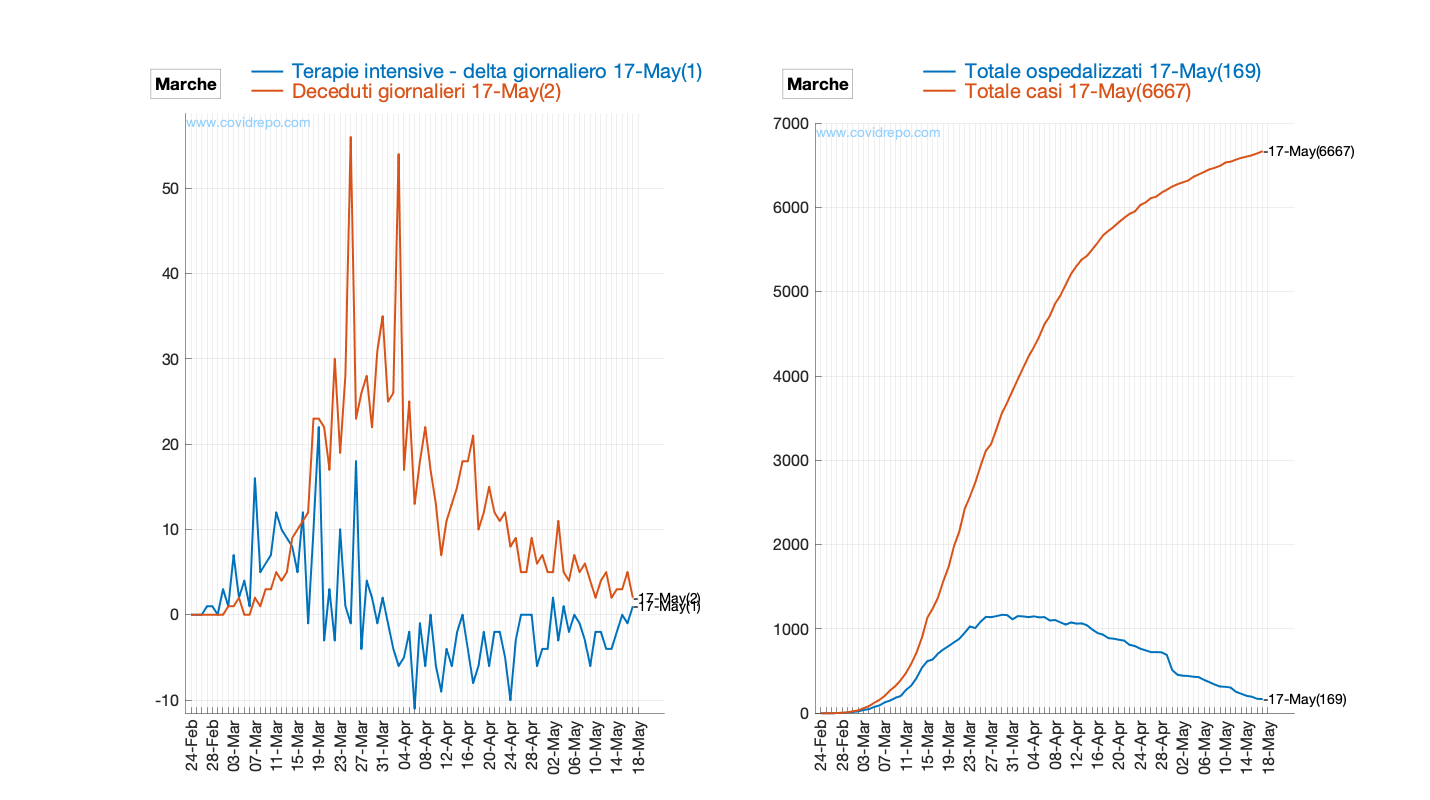 Marche
Terapie intensive - delta giornaliero 17-May(1)
Deceduti giornalieri 17-May(2)
www.covidrepo.com
50
40
30
20
10
0
-10
-17-May(2)
-17-May(1)
24-Feb
28-Feb
03-Mar
07-Mar
11-Mar
15-Mar
19-Mar
23-Mar
27-Mar
31-Mar
04-Apr
08-Apr
12-Apr
16-Apr
20-Apr
24-Apr
28-Apr
02-May
06-May
10-May
14-May
18-May
Marche
Totale ospedalizzati 17-May(169)
Totale casi 17-May(6667)
www.covidrepo.com
7000
6000
5000
4000
3000
2000
1000
0
-17-May(6667)
-17-May(169)
24-Feb
28-Feb
03-Mar
07-Mar
11-Mar
15-Mar
19-Mar
23-Mar
27-Mar
31-Mar
04-Apr
08-Apr
12-Apr
16-Apr
20-Apr
24-Apr
28-Apr
02-May
06-May
10-May
14-May
18-May